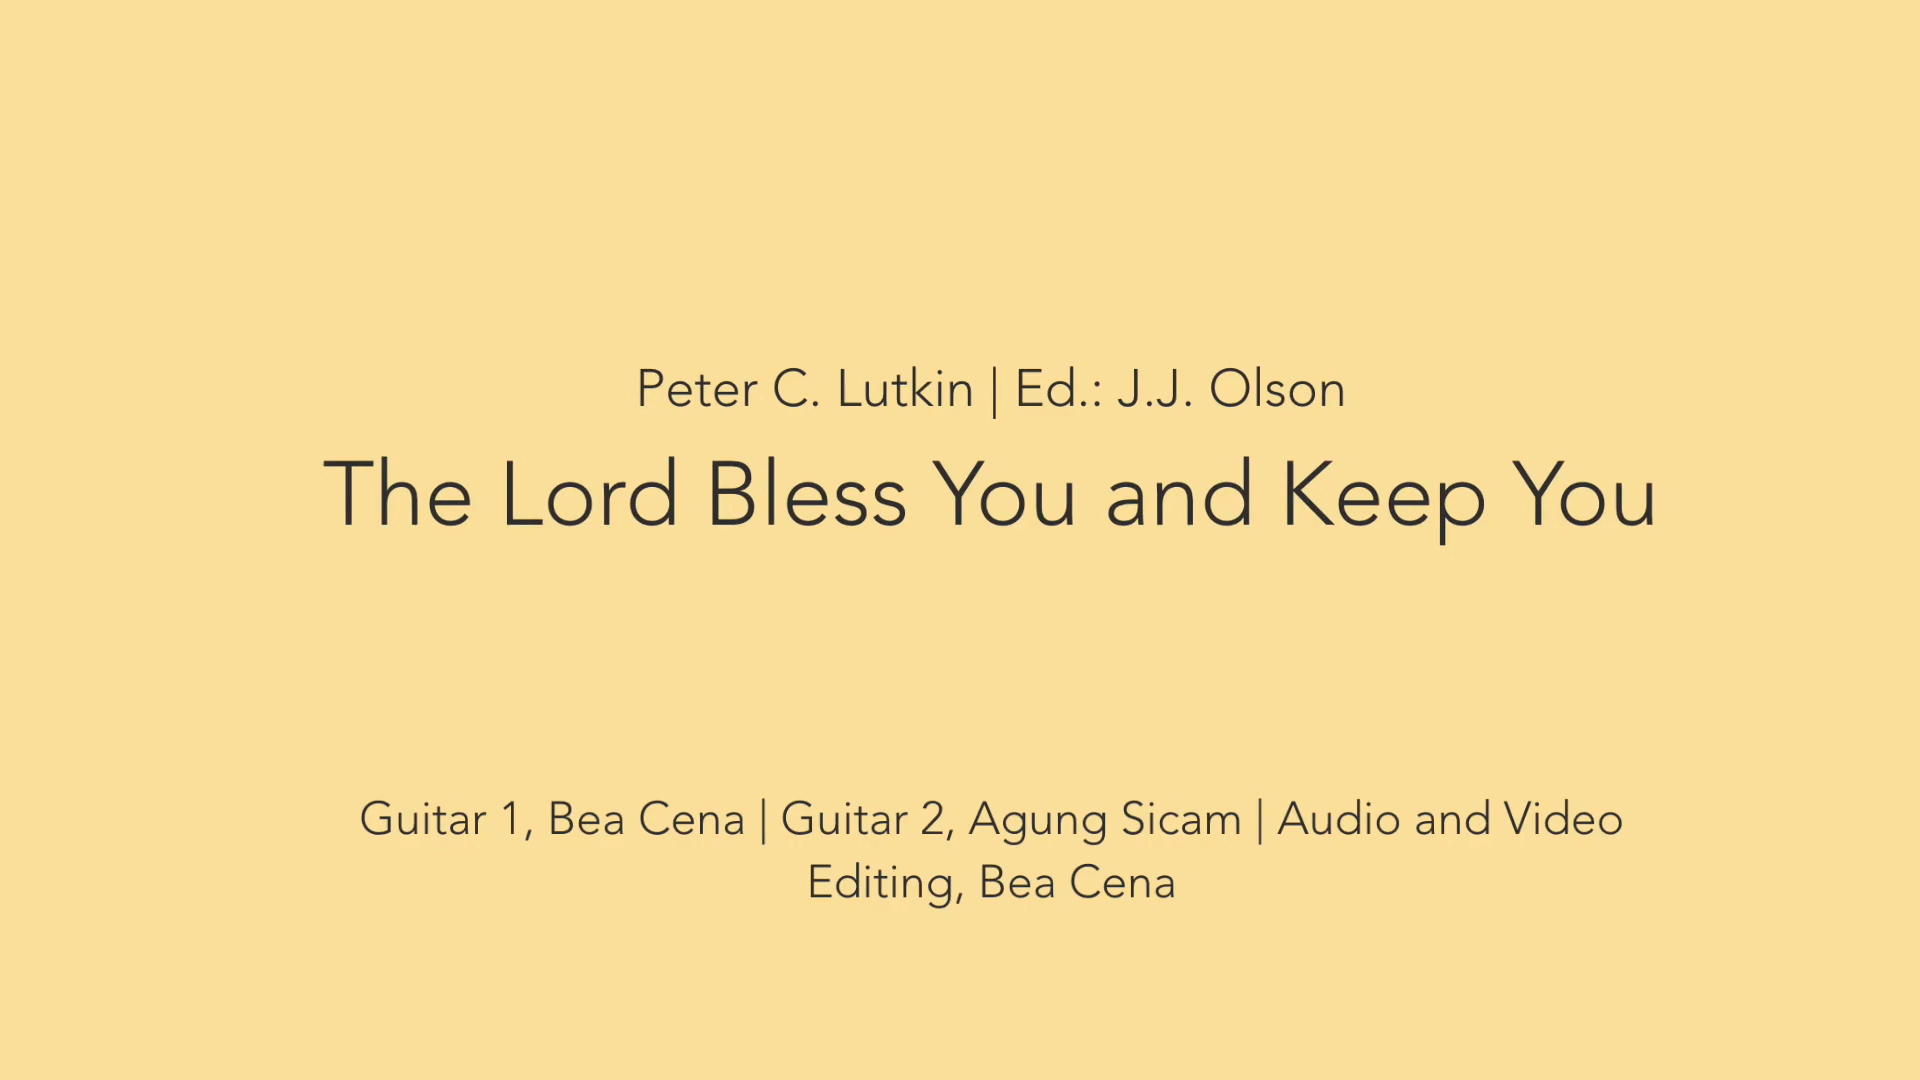 Peter C. Lutkin | Ed.: J.J. Olson
The Lord Bless You and Keep You
Guitar 1, Bea Cena | Guitar 2, Agung Sicam | Audio and Video
Editing, Bea Cena